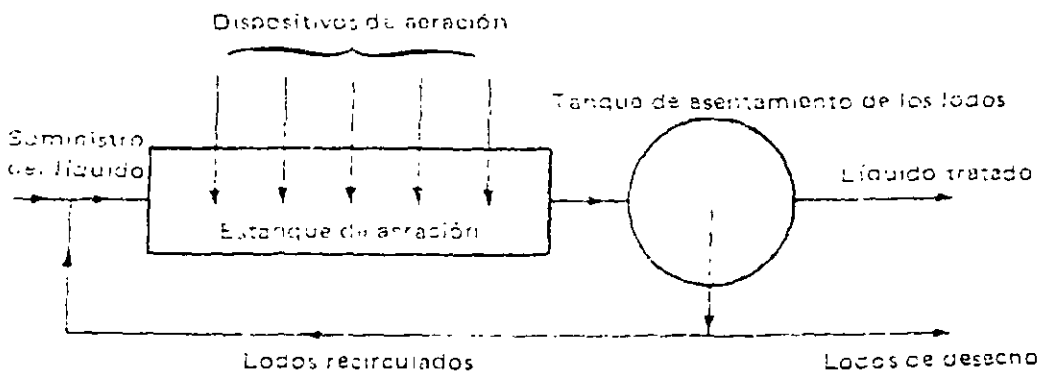 Dispositivos de aeración
Tanque de asentamiento de los lodos
Suministro
del líquido
Líquido tratado
Estanque de aeración
Lodos recirculados
Lodos de desecho